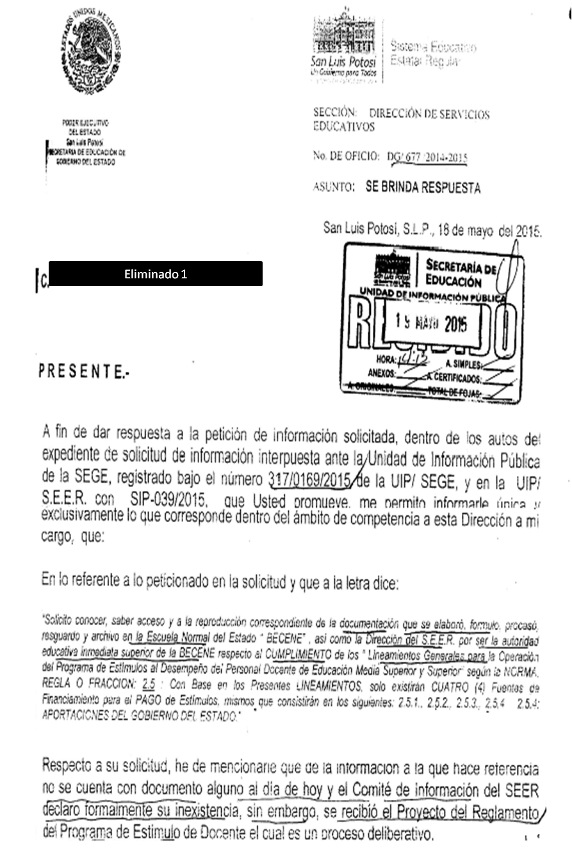 ESTADOS UNIDOS MEXICANOS
PODER EJECUTIVO
DEL ESTADO
San Luis Potosí
SECRETARIA DE EDUCACIÓN DE
GOBIERNO DEL ESTADO
San Luis Potosí
Un Gobierno para Todos
Sistema Educativo
Estatal Regular
SECCIÓN: DIRECCIÓN DE SERVICIOS
EDUCATIVOS
No. DE OFICIO: DG/ 677 /2014-2015
ASUNTO: SE BRINDA RESPUESTA
San Luis Potosí, S.L.P., 18 de mayo del 2015.
C.
Eliminado 1
SECRETARÍA DE
EDUCACIÓN
UNIDAD DE INFORMACIÓN PÚBLICA
RECIBIDO
19 MAYO 2015
HORA:
A. SIMPLES:
ANEXOS:
A. CERTIFICADOS:
A. ORIGINALES
TOTAL DE FOJAS:
PRESENTE.-
A fin de dar respuesta a la petición de información solicitada, dentro de los autos del
expediente de solicitud de información interpuesta ante la Unidad de Información Pública
de la SEGE, registrado bajo el número 317/0169/2015 de la UIP/ SEGE, y en la UIP/
S.E.E.R. con SIP-039/2015, que Usted promueve, me permito informarle única y
exclusivamente lo que corresponde dentro del ámbito de competencia a esta Dirección a mi
cargo, que:
En lo referente a lo peticionado en la solicitud y que a la letra dice:
"Solicito conocer, saber acceso y a la reproducción correspondiente de la documentación que se elaboró, formulo, procesó,
resguardo y archivo en la Escuela Normal del Estado " BECENE", así como la Dirección del S.E.E.R. por ser la autoridad
educativa inmediata superior de la BECENE respecto al CUMPLIMIENTO de los " Lineamientos Generales para la Operación
del Programa de Estímulos al Desempeño del Personal Docente de Educación Media Superior y Superior" según la NORMA,
REGLA O FRACCION: 2.5 : Con Base en los Presentes LINEAMIENTOS, solo existirán CUATRO (4) Fuentes de
Financiamiento para el PAGO de Estímulos, mismos que consistirán en los siguientes: 2.5.1., 2.5.2., 2.5.3., 2.5.4 2.5.4:
APORTACIONES DEL GOBIERNO DEL ESTADO."
Respecto a su solicitud, he de mencionarle que de la información a la que hace referencia
no se cuenta con documento alguno al día de hoy y el Comité de información del SEER
declaro formalmente su inexistencia, sin embargo, se recibió el Proyecto del Reglamento
del Programa de Estimulo de Docente el cual es un proceso deliberativo.